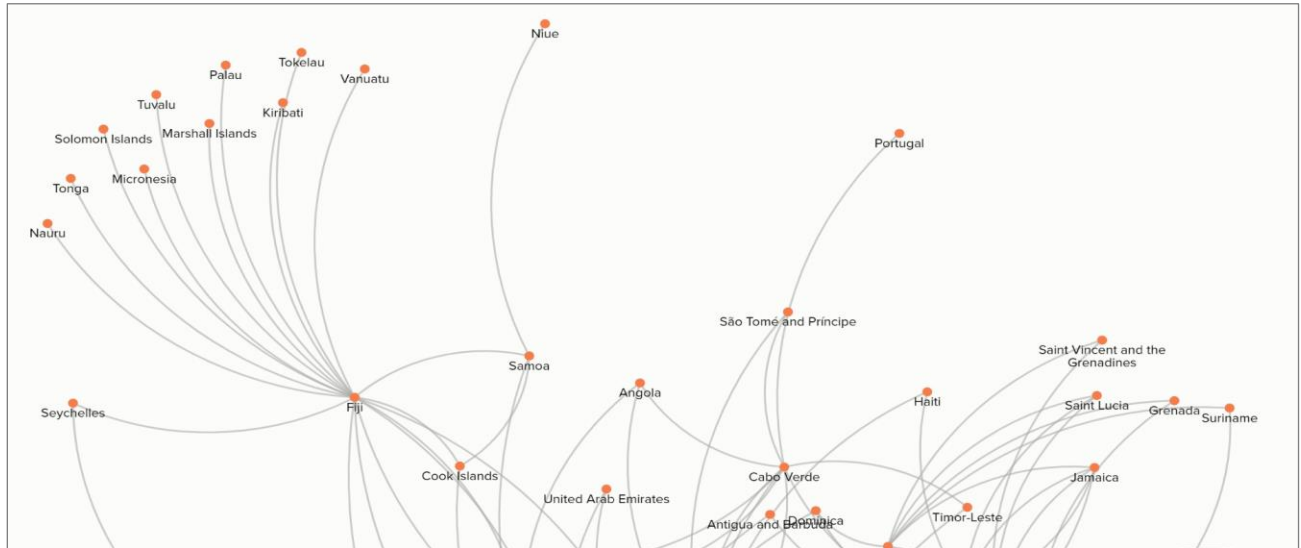 Niue
Tokelau
Palau
Vanuatu
Tuvalu
Kiribati
Solomon Islands
Marshall Islands
Portugal
Micronesia
Tonga
Nauru
São Tomé and Príncipe
Saint Vincent and the
Grenadines
Samoa
Angola
Haiti
Fiji
Saint Lucia
Grenada
Seychelles
Suriname
Cook Islands
Cabo Verde
Jamaica
United Arab Emirates
Antigua and Barbuda
Dominica
Timor-Leste